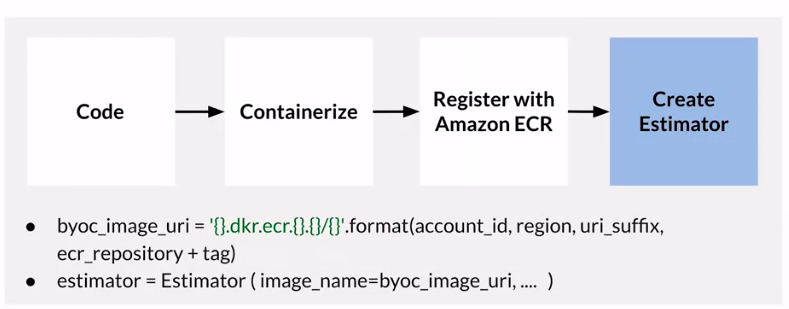 Code
Containerize
Register with
Amazon ECR
Create
Estimator
● byoc_image_uri = '{}.dkr.ecr.{}.{}/{}'.format(account_id, region, uri_suffix,
ecr_repository + tag)
● estimator = Estimator ( image_name=byoc_image_uri, .... )